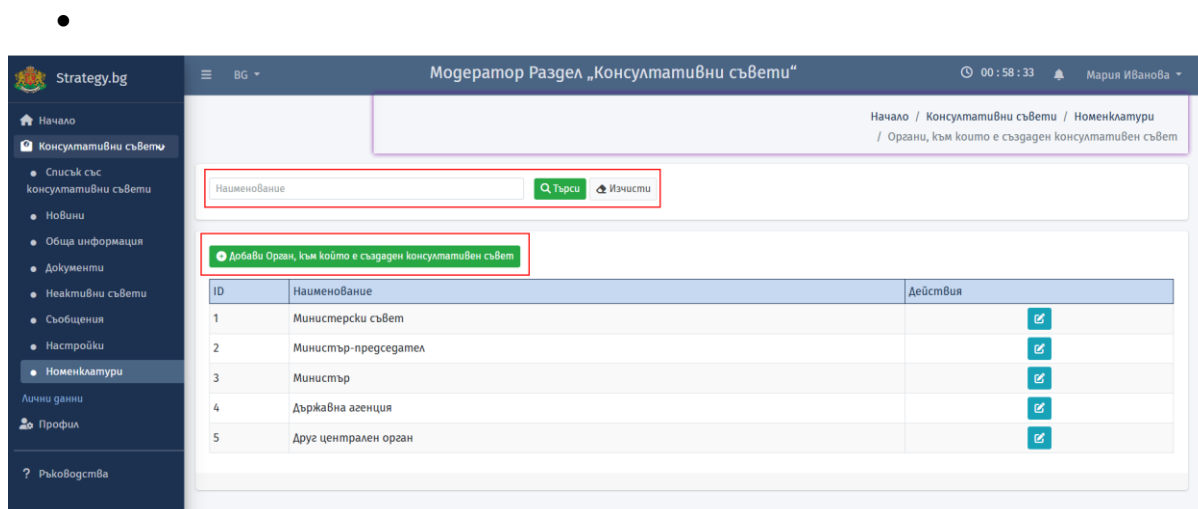 Strategy.bg
BG
Модератор Раздел „Консултативни съвети“
00 : 58 : 33
Мария Иванова
Начало / Консултативни съвети / Номенклатури
/ Органи, към които е създаден консултативен съвет
Начало
Консултативни съвети
Списък със
консултативни съвети
Новини
Обща информация
Документи
Неактивни съвети
Съобщения
Настройки
Номенклатури
Лични данни
Профил
? Ръководства
Наименование
Търси
Изчисти
Добави Орган, към който е създаден консултативен съвет
ID Наименование Действия
1 Министерски съвет
2 Министър-председател
3 Министър
4 Държавна агенция
5 Друг централен орган